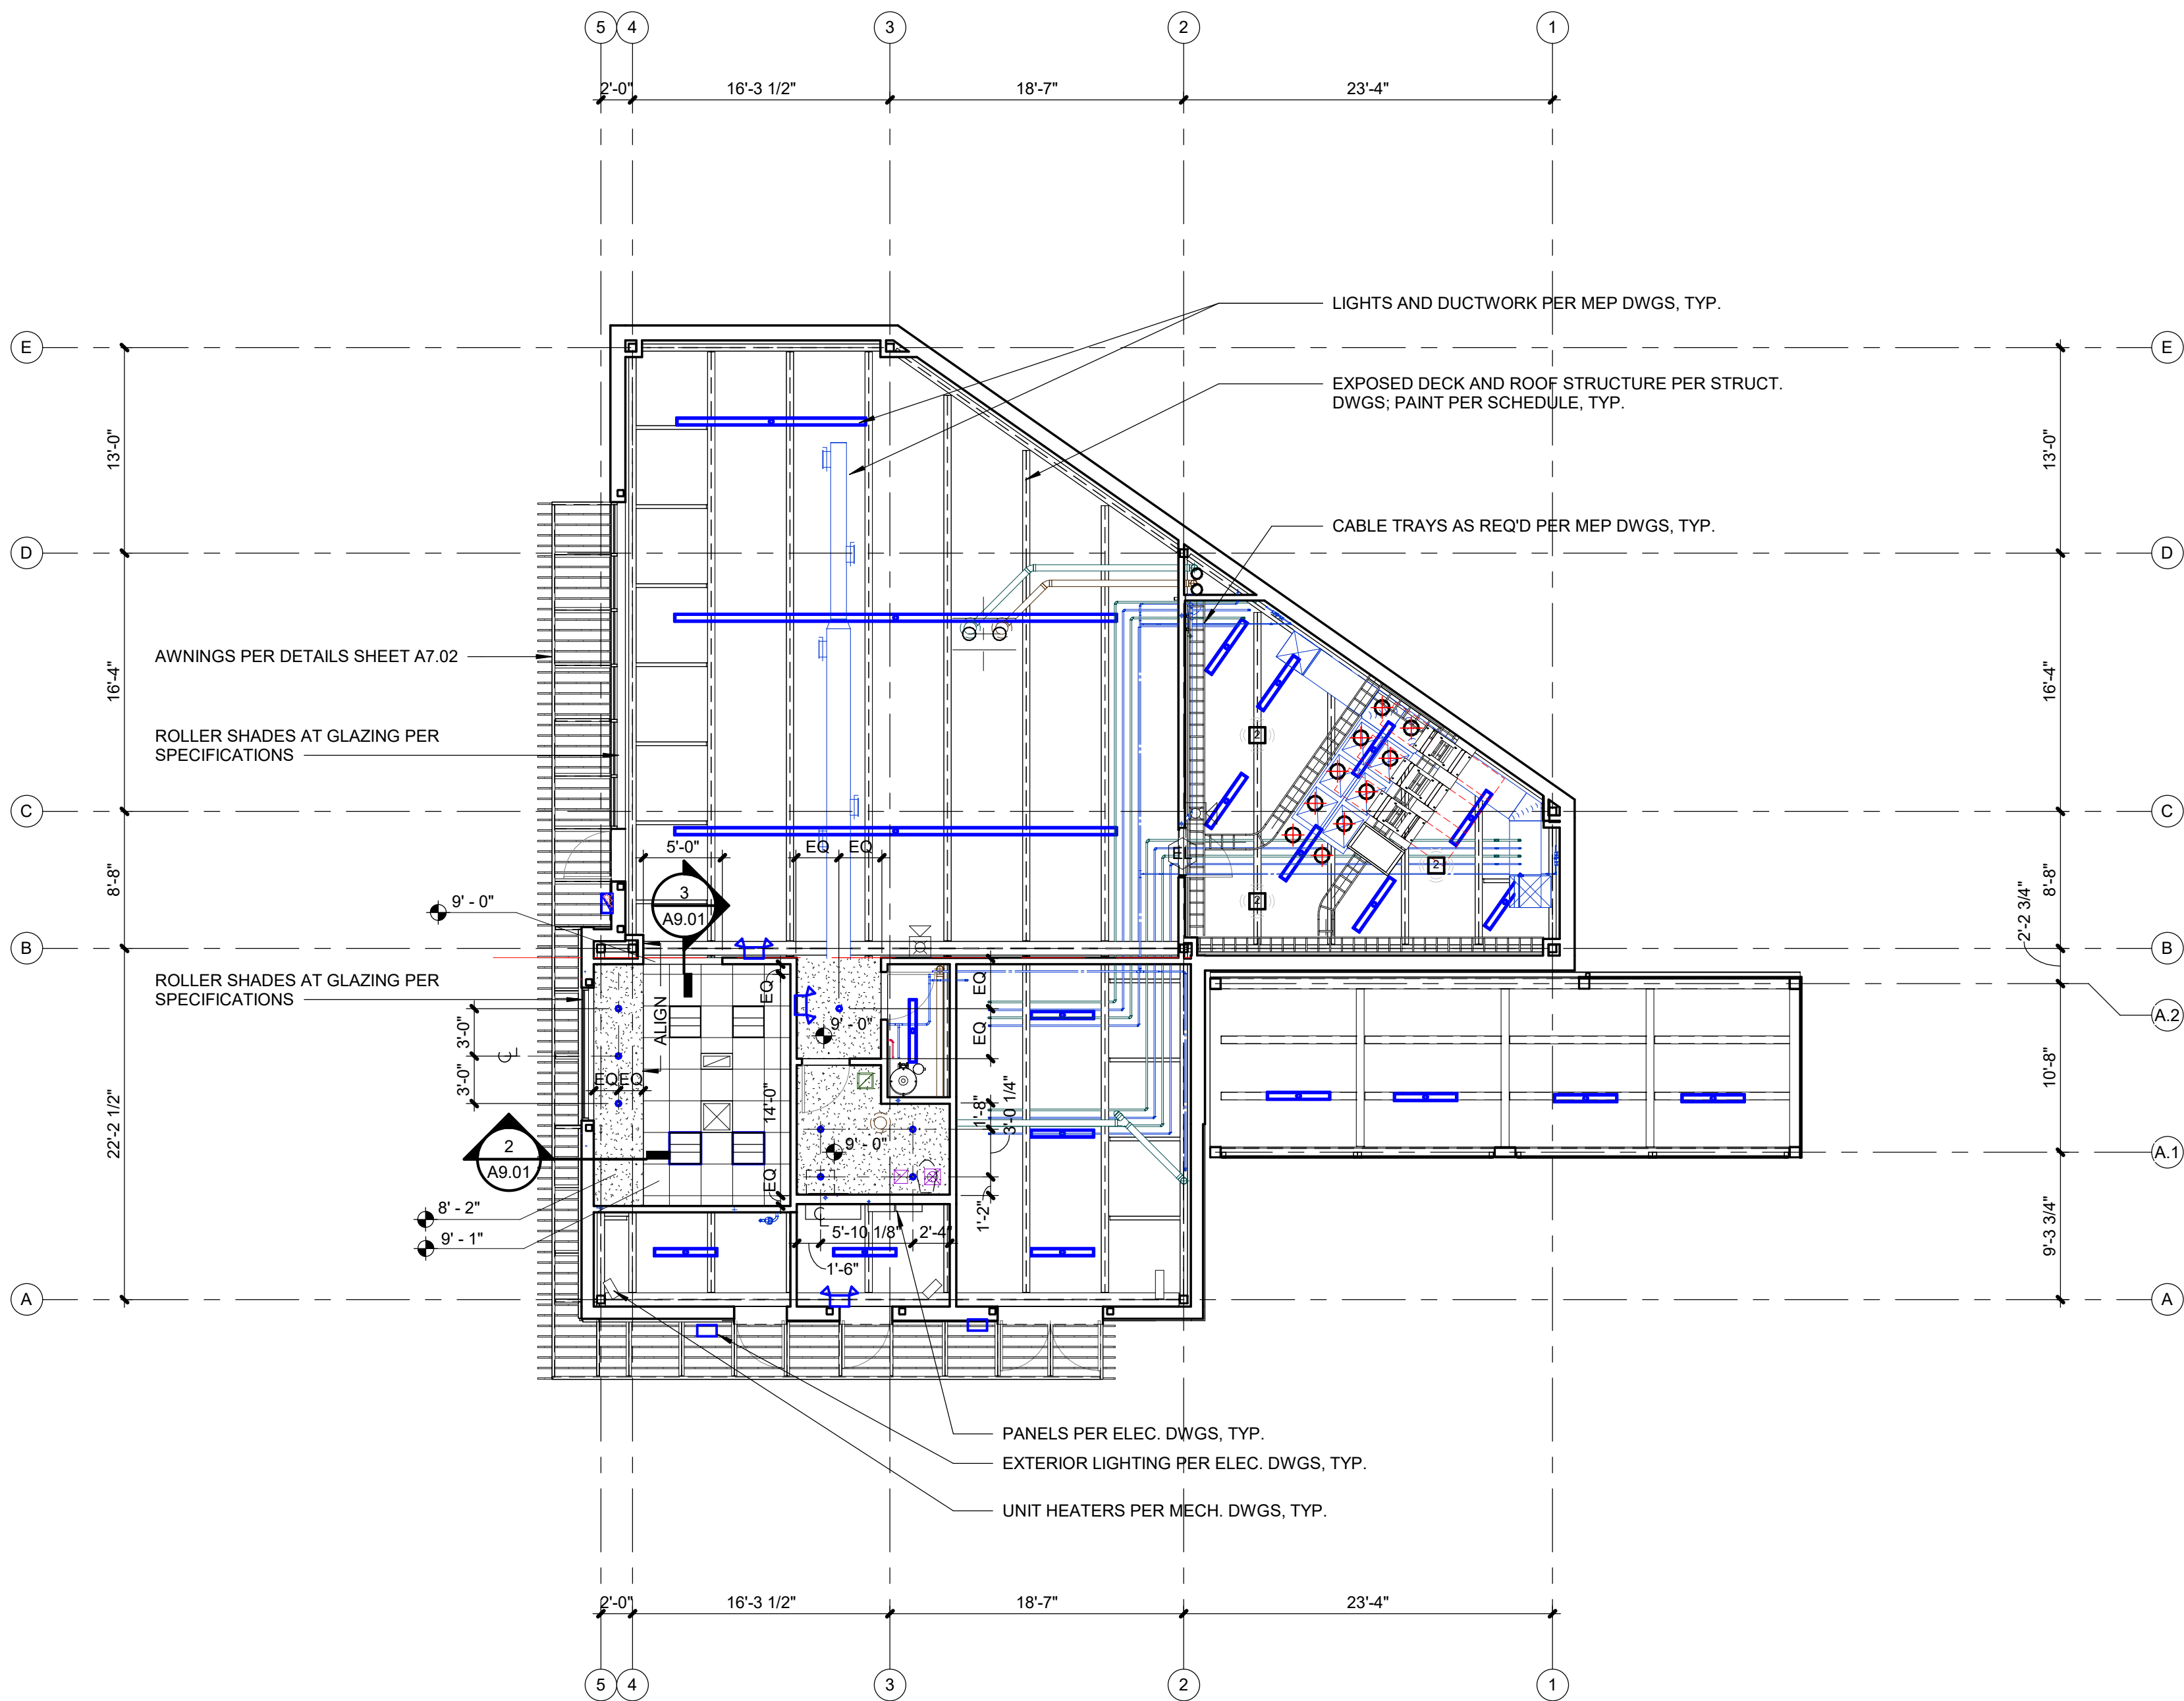 5 4 3 2 1
2'-0" 16'-3 1/2" 18'-7" 23'-4"
LIGHTS AND DUCTWORK PER MEP DWGS, TYP.
E E
EXPOSED DECK AND ROOF STRUCTURE PER STRUCT.
DWGS; PAINT PER SCHEDULE, TYP.
13'-0" 13'-0"
CABLE TRAYS AS REQ'D PER MEP DWGS, TYP.
D D
AWNINGS PER DETAILS SHEET A7.02
16'-4" 16'-4"
ROLLER SHADES AT GLAZING PER
SPECIFICATIONS
2
C C
5'-0" EQ EQ
EL
2
8'-8" 8'-8"
3
A9.01
9' - 0"
2
2'-2 3/4"
B B
ROLLER SHADES AT GLAZING PER
SPECIFICATIONS
EQ EQ
ALIGN
A.2
3'-0"
9' - 0"
EQ
CL
3'-0"
EQ EQ
10'-8"
14'-0"
1'-8"
3'-0 1/4"
22'-2 1/2"
2
A9.01
9' - 0"
A.1
EQ
8' - 2"
1'-2"
CL
9' - 1"
5'-10 1/8" 2'-4"
9'-3 3/4"
1'-6"
A A
PANELS PER ELEC. DWGS, TYP.
EXTERIOR LIGHTING PER ELEC. DWGS, TYP.
UNIT HEATERS PER MECH. DWGS, TYP.
2'-0" 16'-3 1/2" 18'-7" 23'-4"
5 4 3 2 1